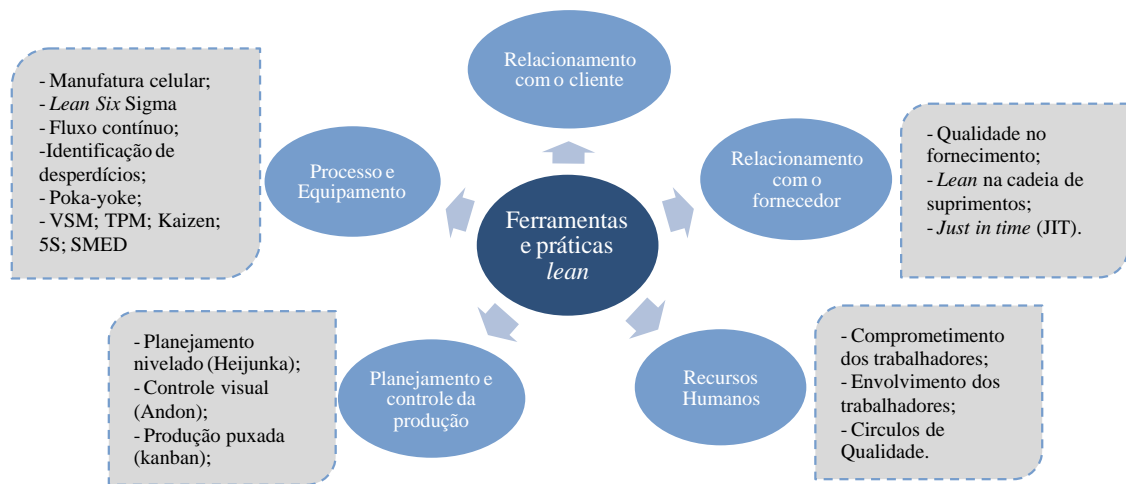 Relacionamento
com o cliente
- Manufatura celular;
- Lean Six Sigma
- Fluxo contínuo;
-Identificação de
desperdícios;
- Poka-yoke;
- VSM; TPM; Kaizen;
5S; SMED
Processo e
Equipamento
Relacionamento
com o
fornecedor
- Qualidade no
fornecimento;
- Lean na cadeia de
suprimentos;
- Just in time (JIT).
Ferramentas
e práticas
lean
- Planejamento
nivelado (Heijunka);
- Controle visual
(Andon);
- Produção puxada
(kanban);
Planejamento e
controle da
produção
Recursos
Humanos
- Comprometimento
dos trabalhadores;
- Envolvimento dos
trabalhadores;
- Circulos de
Qualidade.